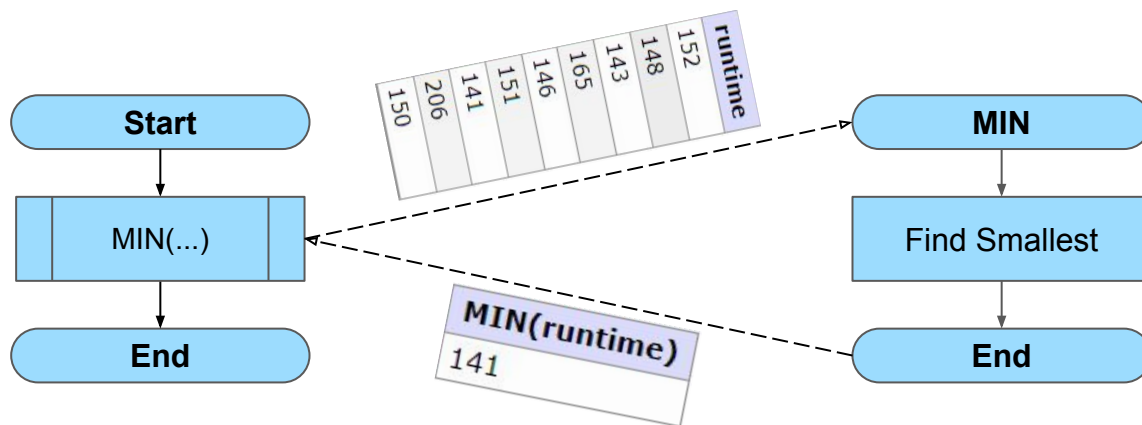 Start
MIN(...)
End
runtime
152
148
143
165
146
151
141
206
150
MIN(runtime)
141
MIN
Find Smallest
End